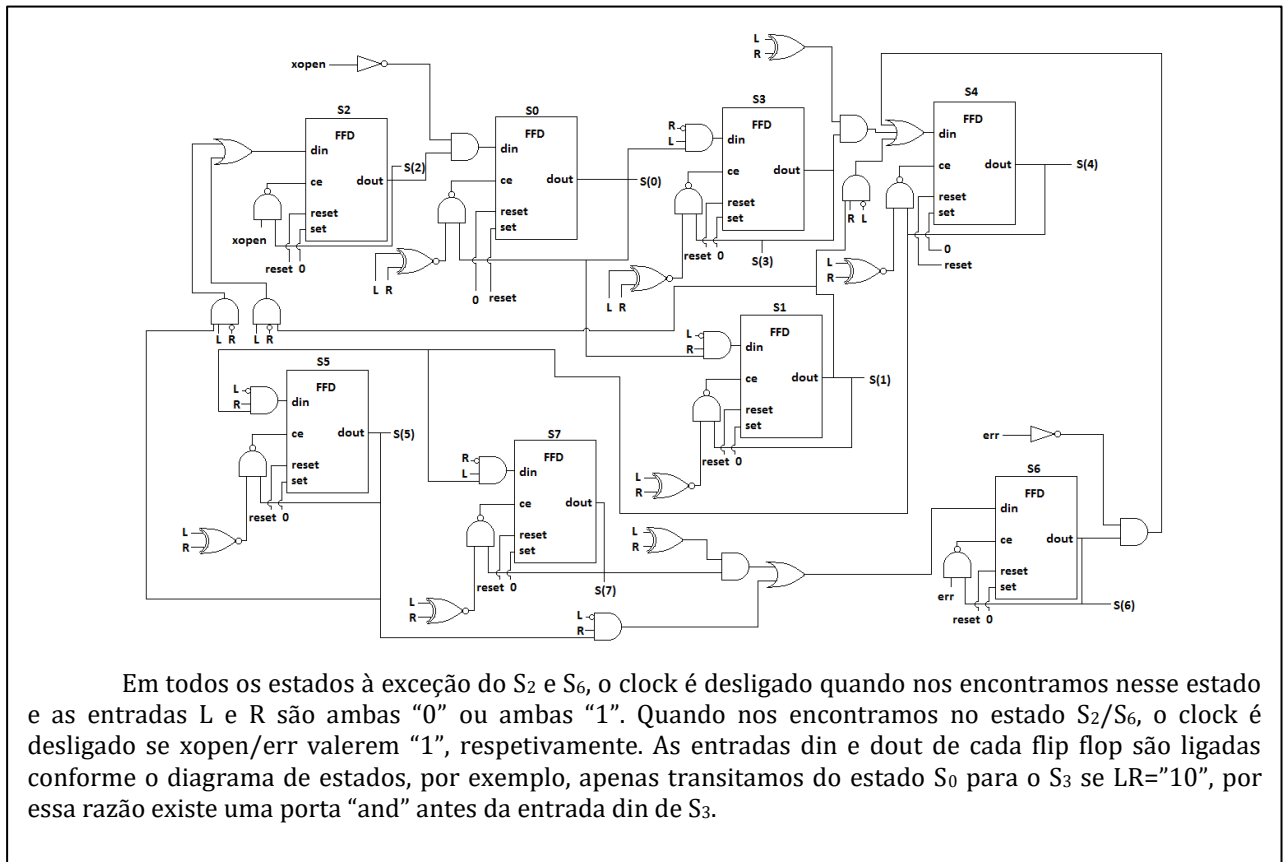 L
R
xopen
S2
FFD
din
ce
dout
reset
set
S(2)
xopen
reset 0
S0
FFD
din
ce
dout
reset
set
S(0)
L R
0 reset
R
L
S3
FFD
din
ce
dout
reset
set
reset 0
S(3)
L R
R L
S4
FFD
din
ce
dout
reset
set
S(4)
L
R
0
reset
L R
L R
L
R
S1
FFD
din
ce
dout
reset
set
S(1)
L
R
reset 0
L
R
S5
FFD
din
ce
dout
reset
set
S(5)
L
R
reset 0
R
L
S7
FFD
din
ce
dout
reset
set
S(7)
L
R
reset 0
L
R
L
R
err
S6
FFD
din
ce
dout
reset
set
S(6)
err
reset 0
Em todos os estados à exceção do S2 e S6, o clock é desligado quando nos encontramos nesse estado
e as entradas L e R são ambas “0” ou ambas “1”. Quando nos encontramos no estado S2/S6, o clock é
desligado se xopen/err valerem “1”, respetivamente. As entradas din e dout de cada flip flop são ligadas
conforme o diagrama de estados, por exemplo, apenas transitamos do estado S0 para o S3 se LR=”10”, por
essa razão existe uma porta “and” antes da entrada din de S3.